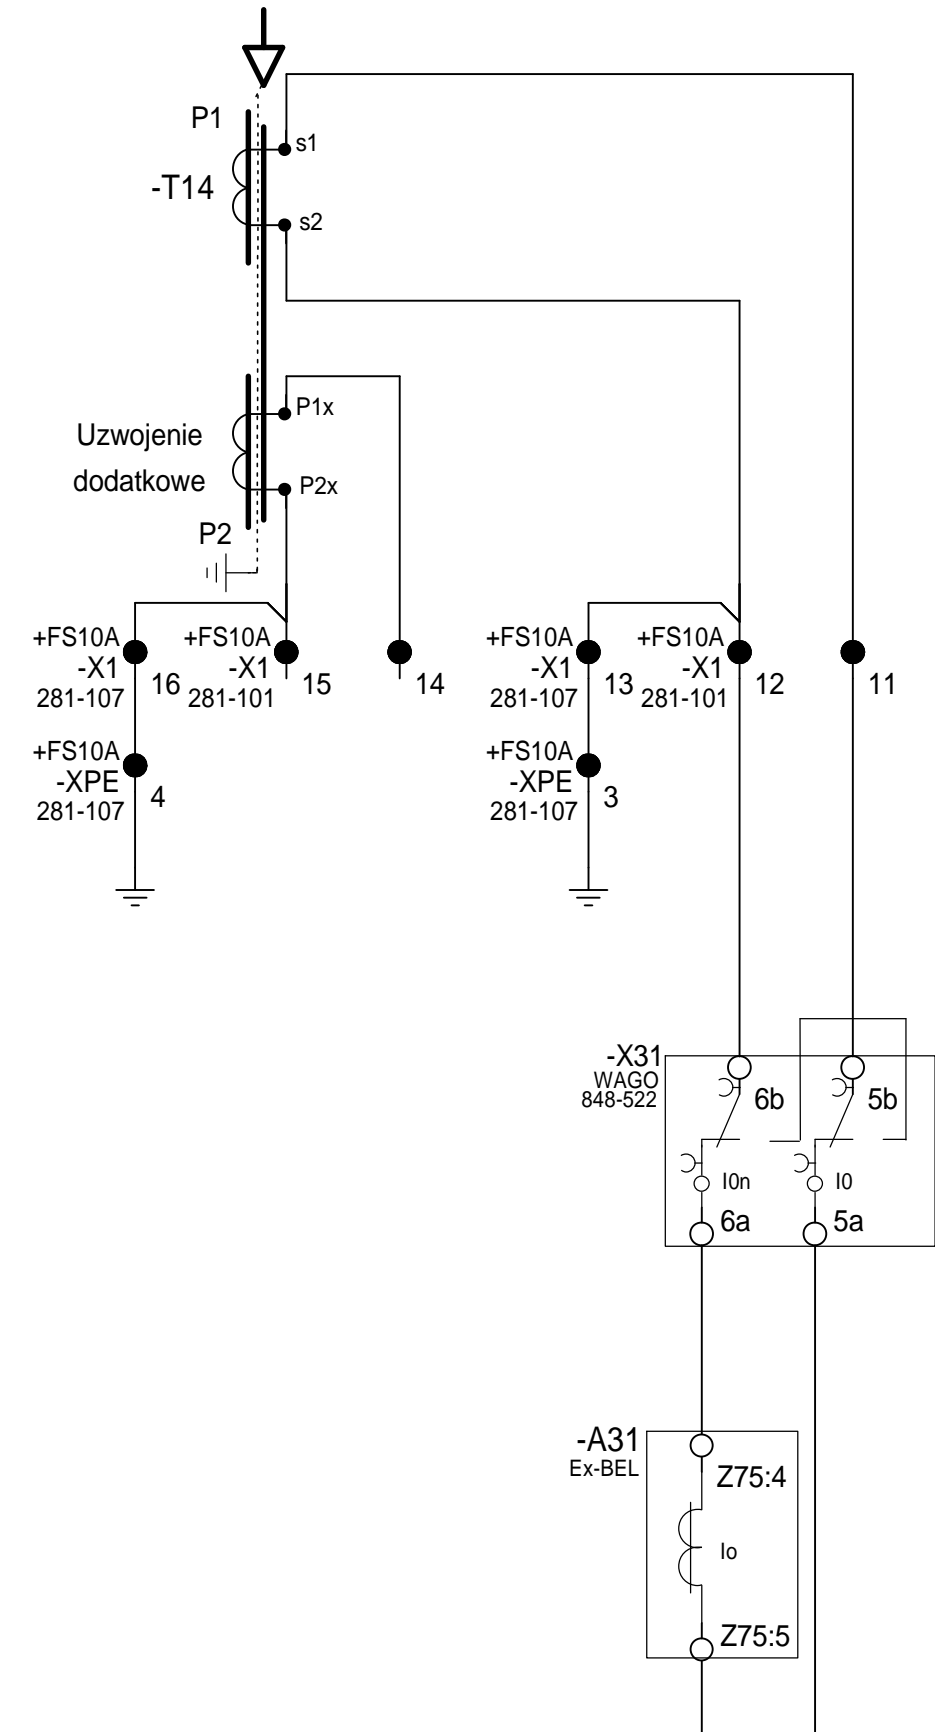 P1
s1
-T14
s2
P1x
Uzwojenie
dodatkowe
P2x
P2
+FS10A
-X1
281-107
16
+FS10A
-X1
281-101
15
14
+FS10A
-X1
281-107
13
+FS10A
-X1
281-101
12
11
+FS10A
-XPE
281-107
4
+FS10A
-XPE
281-107
3
-X31
WAGO
848-522
6b
5b
I0n
I0
6a
5a
-A31
Ex-BEL
Z75:4
Io
Z75:5